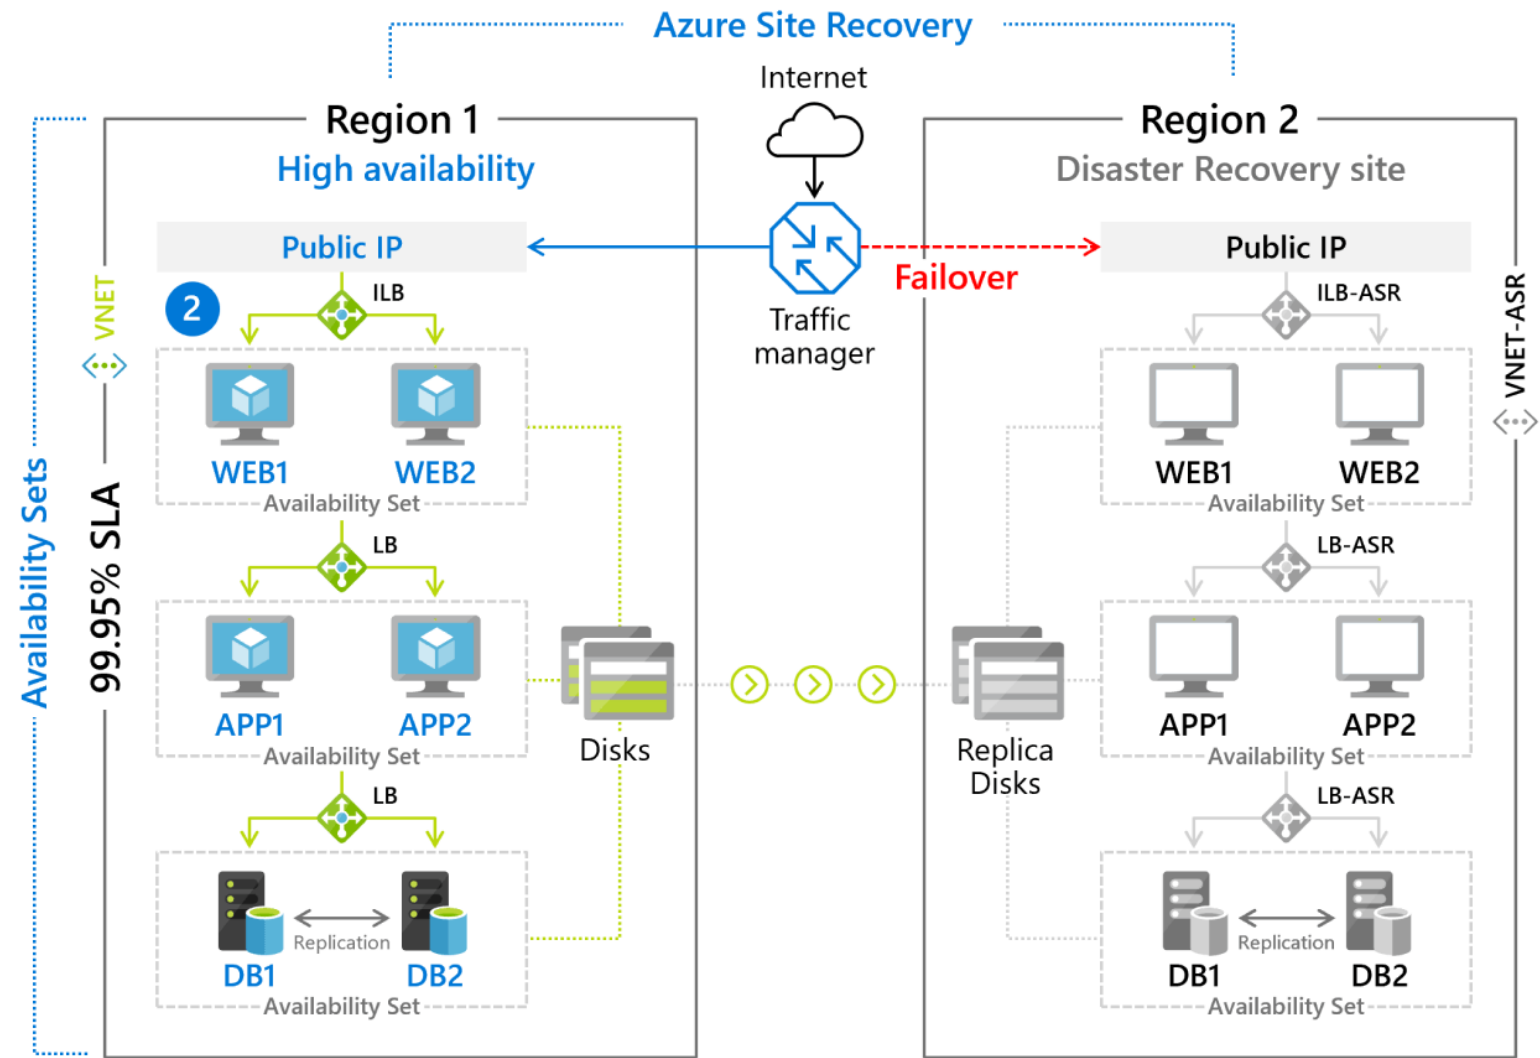 Azure Site Recovery
Internet
Region 1
High availability
Region 2
Disaster Recovery site
Public IP
Public IP
Failover
Traffic
manager
2
ILB
ILB-ASR
VNET
VNET-ASR
WEB1
WEB2
Availability Set
WEB1
WEB2
Availability Set
Availability Sets
99.95% SLA
LB
LB-ASR
APP1
APP2
Availability Set
Disks
Replica
Disks
APP1
APP2
Availability Set
LB
LB-ASR
Replication
DB1
DB2
Availability Set
Replication
DB1
DB2
Availability Set